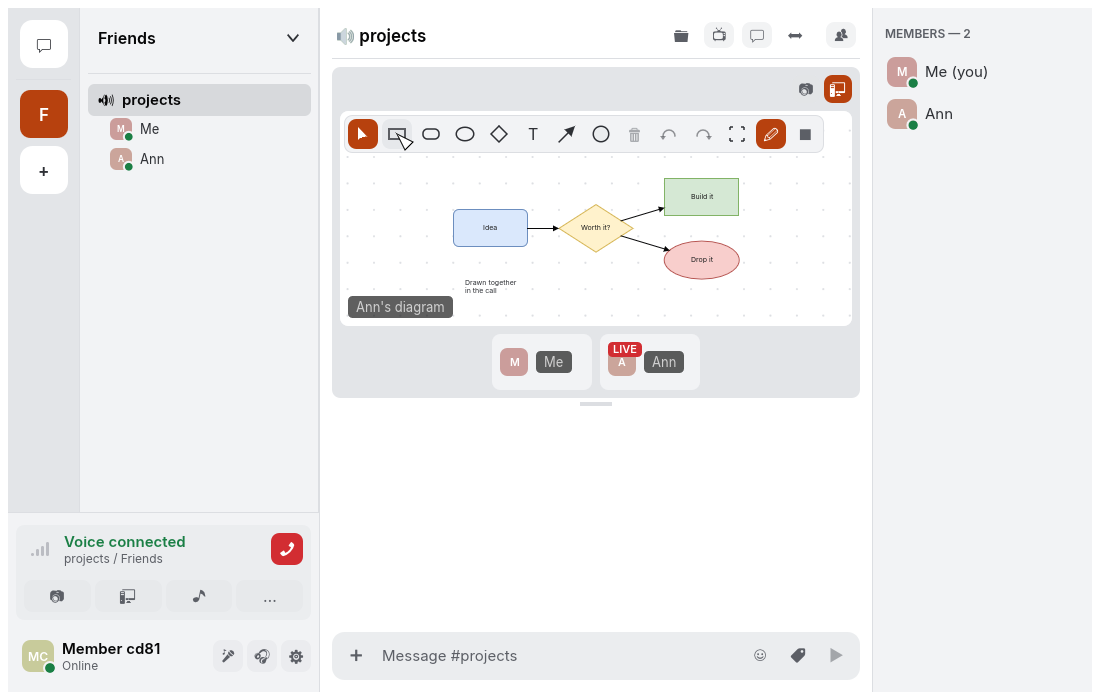 Friends
projects
MEMBERS — 2
M
Me (you)
A
Ann
F
projects
M
Me
A
Ann
+
T
Idea
Worth it?
Build it
Drop it
Drawn together
in the call
Ann's diagram
M
Me
LIVE
A
Ann
Voice connected
projects / Friends
...
MC
Member cd81
Online
+
Message #projects